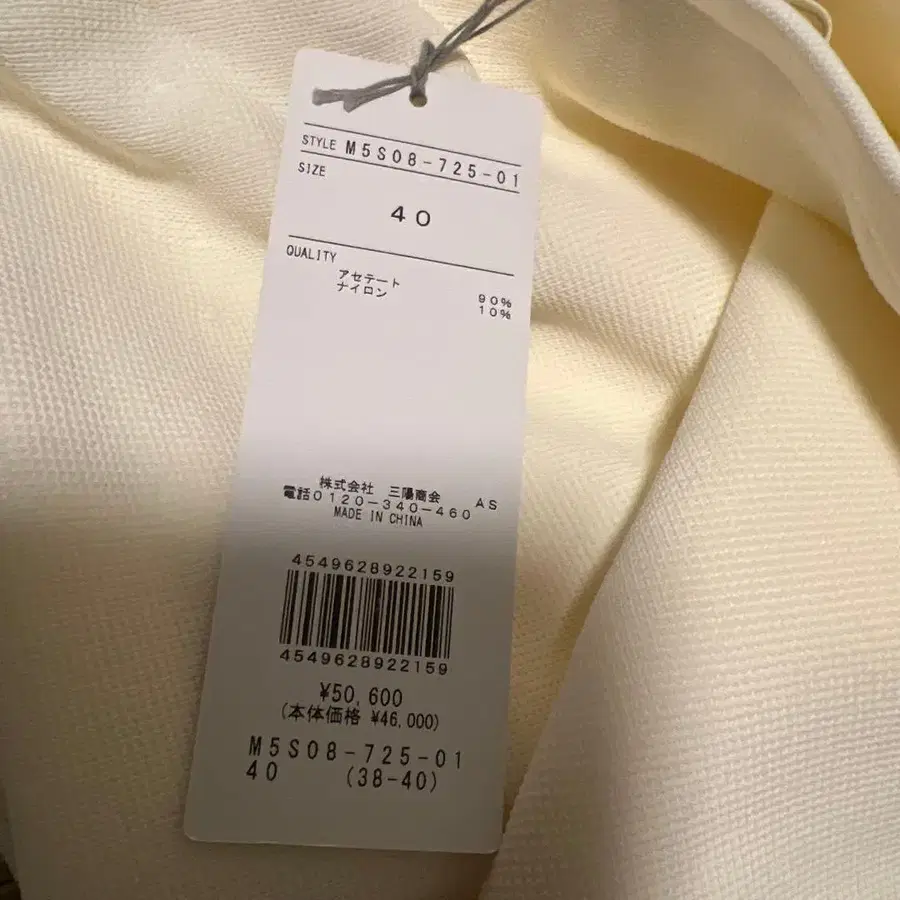 STYLE M5S08-725-01
SIZE
40
QUALITY
アセテート 90%
ナイロン 10%
株式会社 三陽商会 AS
電話0120-340-460
MADE IN CHINA
4549628922159
4549628922159
¥50,600
(本体価格 ¥46,000)
M5S08-725-01
40 (38-40)